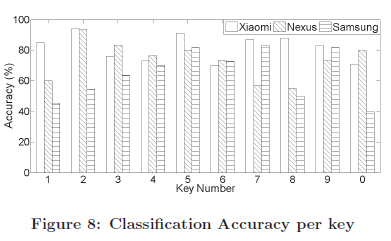 100
Xiaomi Nexus Samsung
80
60
40
20
0
Accuracy (%)
1 2 3 4 5 6 7 8 9 0
Key Number
Figure 8: Classification Accuracy per key